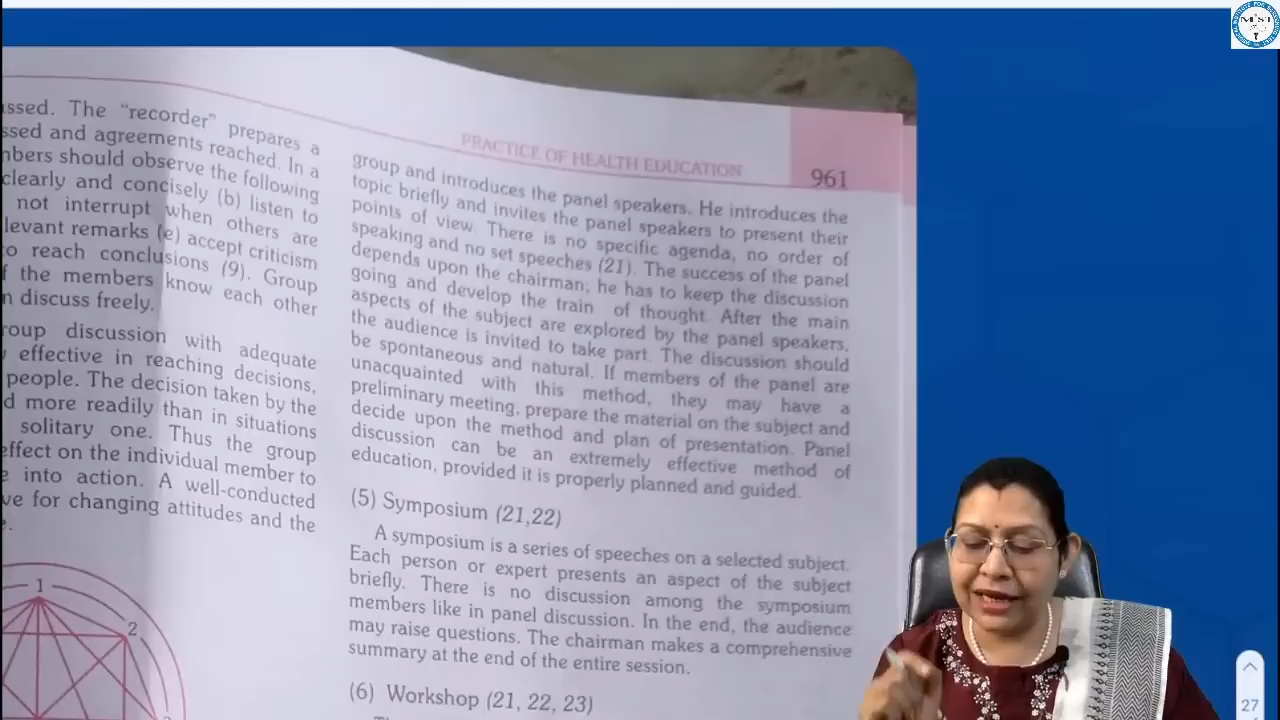 PRACTICE OF HEALTH EDUCATION
961
ssed. The “recorder” prepares a
ssed and agreements reached. In a
mbers should observe the following
clearly and concisely (b) listen to
not interrupt when others are
levant remarks (e) accept criticism
o reach conclusions (9). Group
f the members know each other
n discuss freely.
roup discussion with adequate
effective in reaching decisions,
people. The decision taken by the
d more readily than in situations
solitary one. Thus the group
effect on the individual member to
e into action. A well-conducted
ve for changing attitudes and the
1
2
group and introduces the panel speakers. He introduces the
topic briefly and invites the panel speakers to present their
points of view. There is no specific agenda, no order of
speaking and no set speeches (21). The success of the panel
depends upon the chairman; he has to keep the discussion
going and develop the train of thought. After the main
aspects of the subject are explored by the panel speakers,
the audience is invited to take part. The discussion should
be spontaneous and natural. If members of the panel are
unacquainted with this method, they may have a
preliminary meeting, prepare the material on the subject and
decide upon the method and plan of presentation. Panel
discussion can be an extremely effective method of
education, provided it is properly planned and guided.
(5) Symposium (21,22)
A symposium is a series of speeches on a selected subject.
Each person or expert presents an aspect of the subject
briefly. There is no discussion among the symposium
members like in panel discussion. In the end, the audience
may raise questions. The chairman makes a comprehensive
summary at the end of the entire session.
(6) Workshop (21, 22, 23)
27